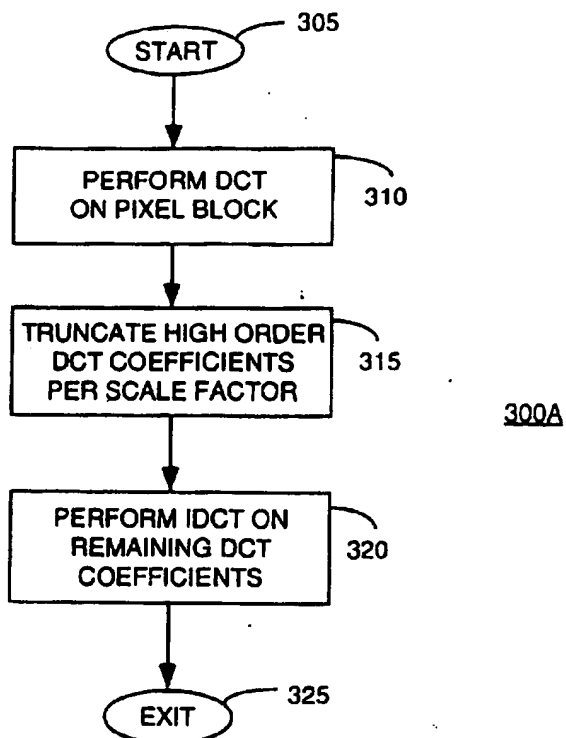 305
START
PERFORM DCT
ON PIXEL BLOCK
310
TRUNCATE HIGH ORDER
DCT COEFFICIENTS
PER SCALE FACTOR
315
300A
PERFORM IDCT ON
REMAINING DCT
COEFFICIENTS
320
325
EXIT